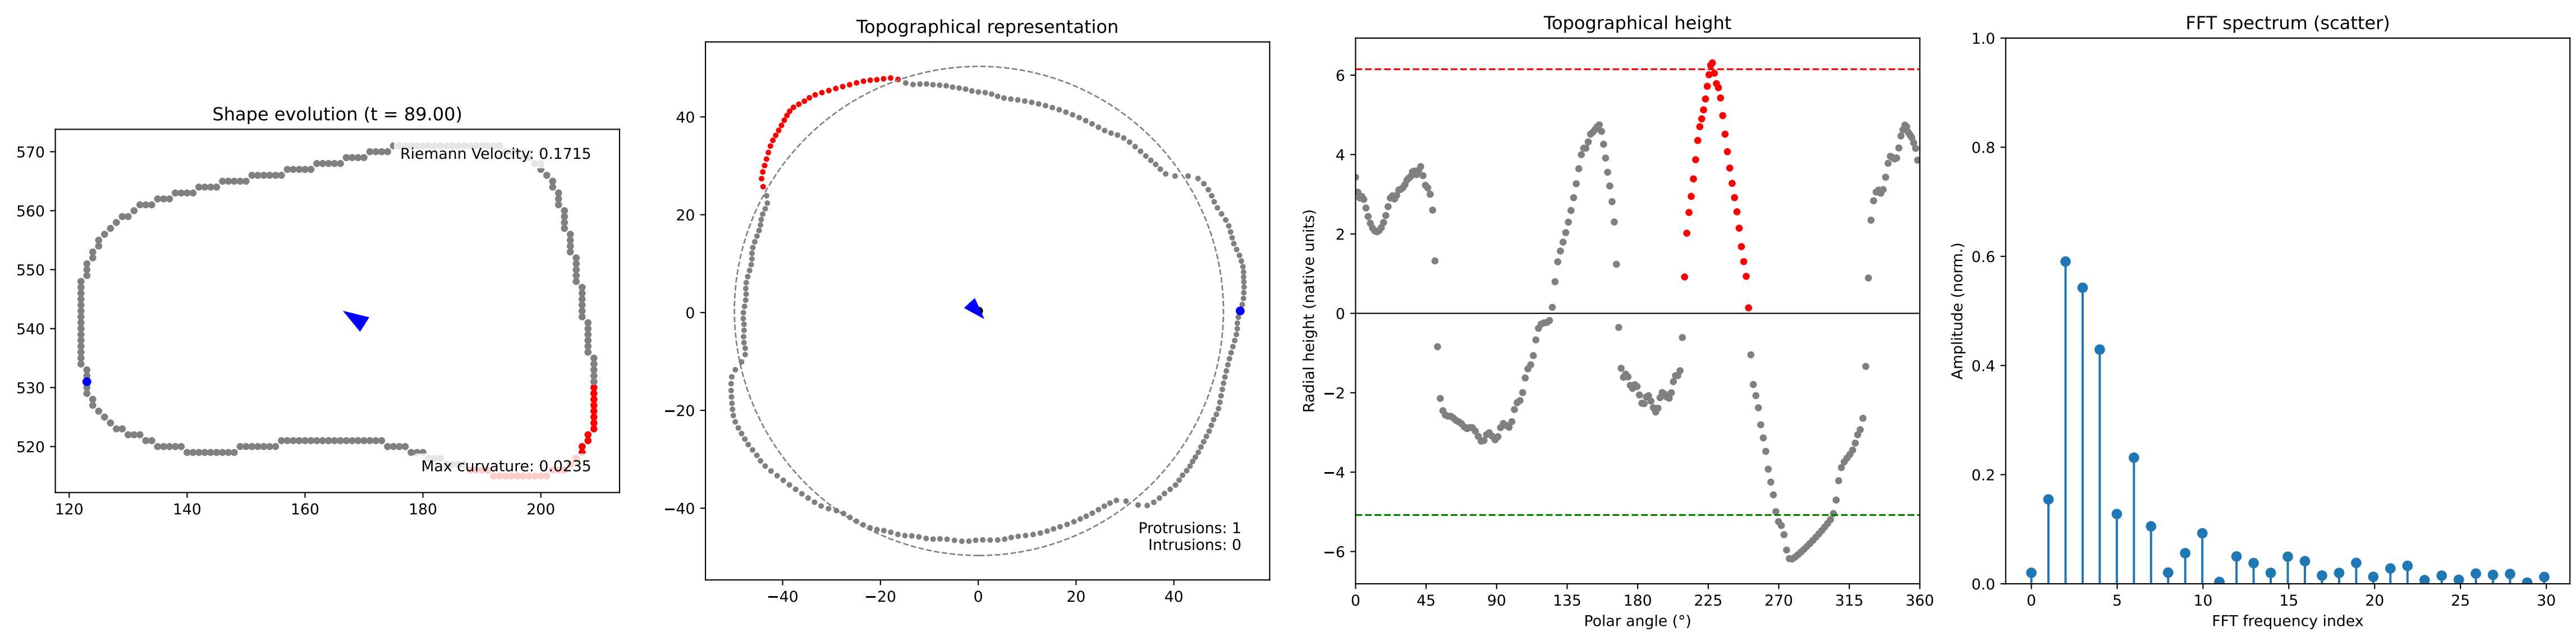 Shape evolution (t = 89.00)
Riemann Velocity: 0.1715
Max curvature: 0.0235
570
560
550
540
530
520
120 140 160 180 200
Topographical representation
40
20
0
−20
−40
−40 −20 0 20 40
Protrusions: 1
Intrusions: 0
Topographical height
Radial height (native units)
6
4
2
0
−2
−4
−6
0 45 90 135 180 225 270 315 360
Polar angle (°)
FFT spectrum (scatter)
Amplitude (norm.)
1.0
0.8
0.6
0.4
0.2
0.0
0 5 10 15 20 25 30
FFT frequency index